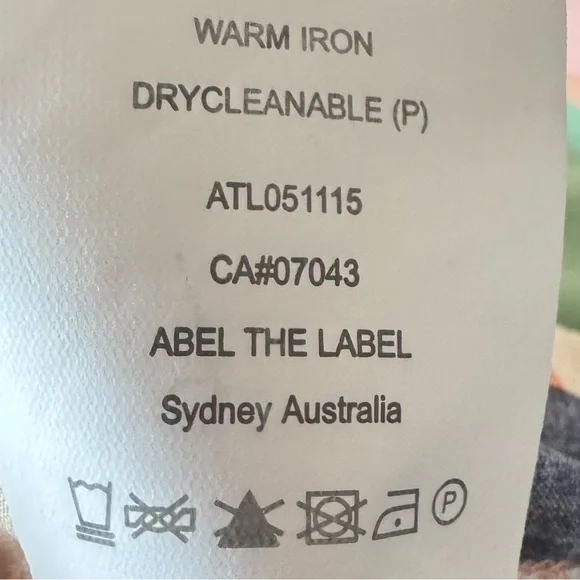 WARM IRON
DRYCLEANABLE (P)
ATL051115
CA#07043
ABEL THE LABEL
Sydney Australia
P